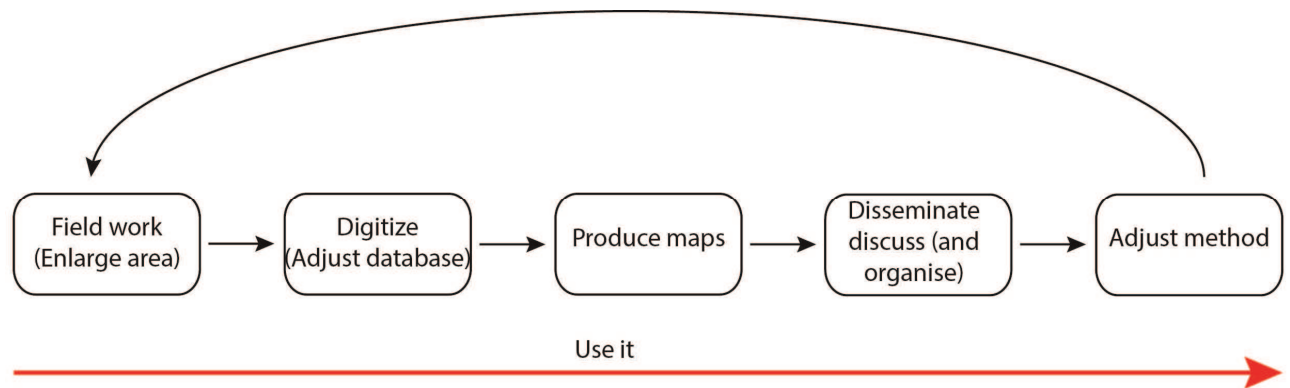 Field work
(Enlarge area)
Digitize
(Adjust database)
Produce maps
Disseminate
discuss (and
organise)
Adjust method
Use it